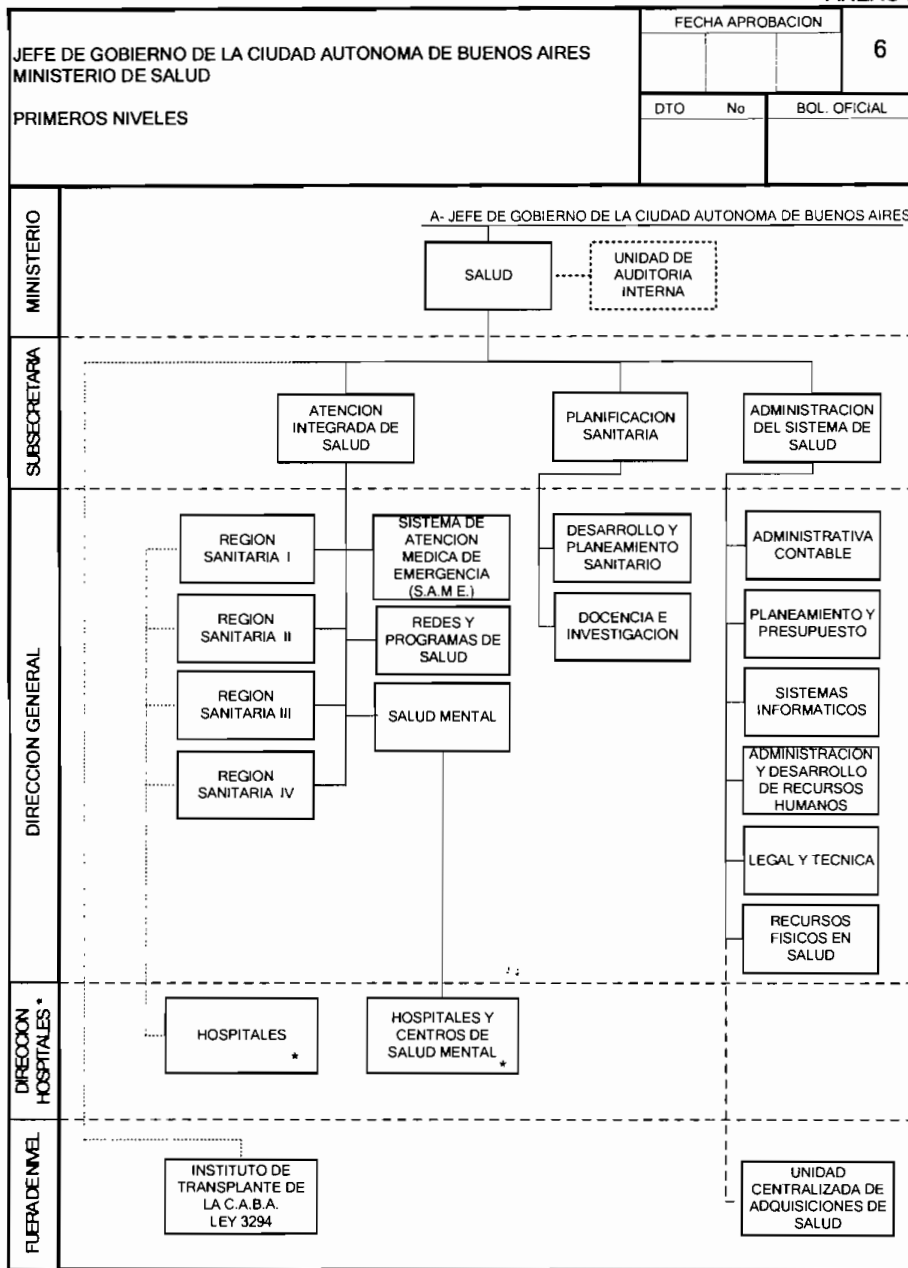 JEFE DE GOBIERNO DE LA CIUDAD AUTONOMA DE BUENOS AIRES
MINISTERIO DE SALUD
PRIMEROS NIVELES
FECHA APROBACION
6
DTO No
BOL. OFICIAL
MINISTERIO
A- JEFE DE GOBIERNO DE LA CIUDAD AUTONOMA DE BUENOS AIRES
SALUD
UNIDAD DE
AUDITORIA
INTERNA
SUBSECRETARIA
ATENCION
INTEGRADA DE
SALUD
PLANIFICACION
SANITARIA
ADMINISTRACION
DEL SISTEMA DE
SALUD
DIRECCION GENERAL
REGION
SANITARIA I
REGION
SANITARIA II
REGION
SANITARIA III
REGION
SANITARIA IV
SISTEMA DE
ATENCION
MEDICA DE
EMERGENCIA
(S.A.M E.)
REDES Y
PROGRAMAS DE
SALUD
SALUD MENTAL
DESARROLLO Y
PLANEAMIENTO
SANITARIO
DOCENCIA E
INVESTIGACION
ADMINISTRATIVA
CONTABLE
PLANEAMIENTO Y
PRESUPUESTO
SISTEMAS
INFORMATICOS
ADMINISTRACION
Y DESARROLLO
DE RECURSOS
HUMANOS
LEGAL Y TECNICA
RECURSOS
FISICOS EN
SALUD
DIRECCION
HOSPITALES *
HOSPITALES
*
HOSPITALES Y
CENTROS DE
SALUD MENTAL
*
FUERA DE NIVEL
INSTITUTO DE
TRANSPLANTE DE
LA C.A.B.A.
LEY 3294
UNIDAD
CENTRALIZADA DE
ADQUISICIONES DE
SALUD